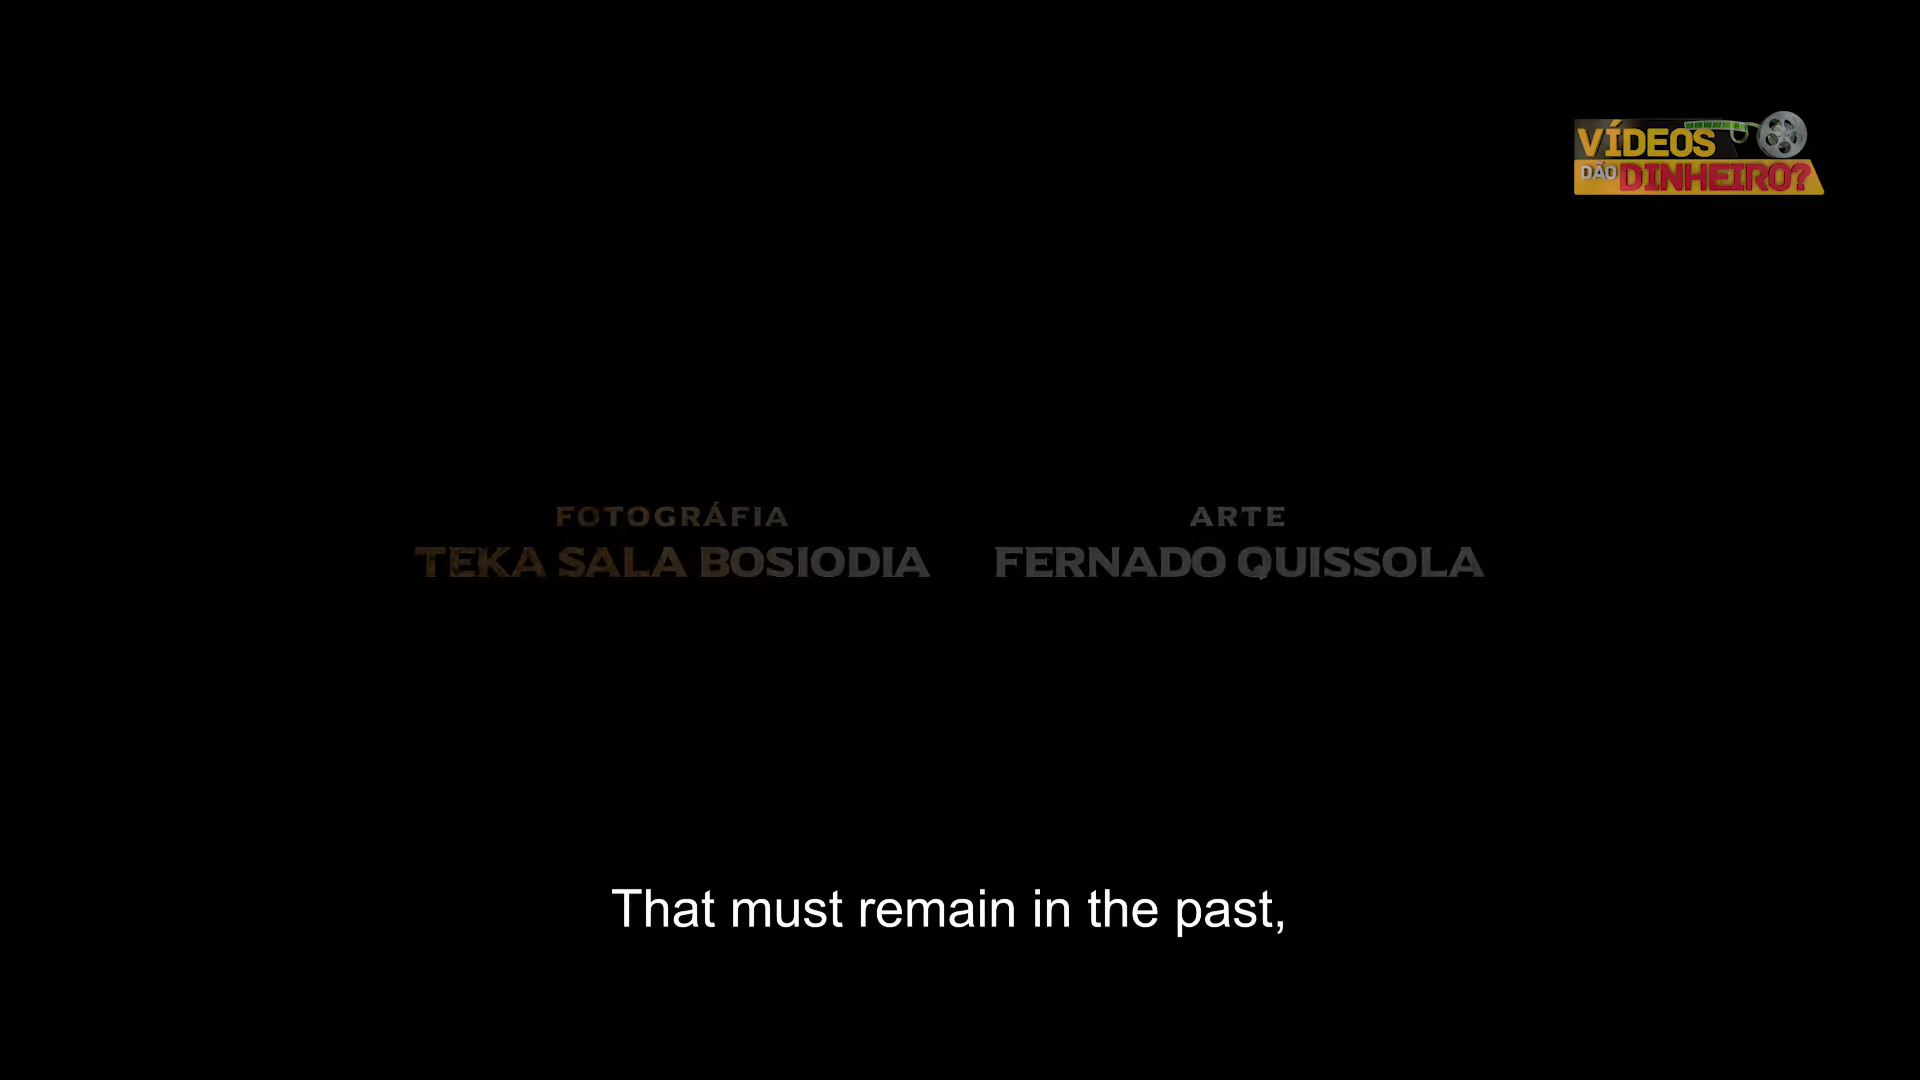 VÍDEOS
DÃO DINHEIRO?
FOTOGRÁFIA
TEKA SALA BOSIODIA
ARTE
FERNADO QUISSOLA
That must remain in the past,